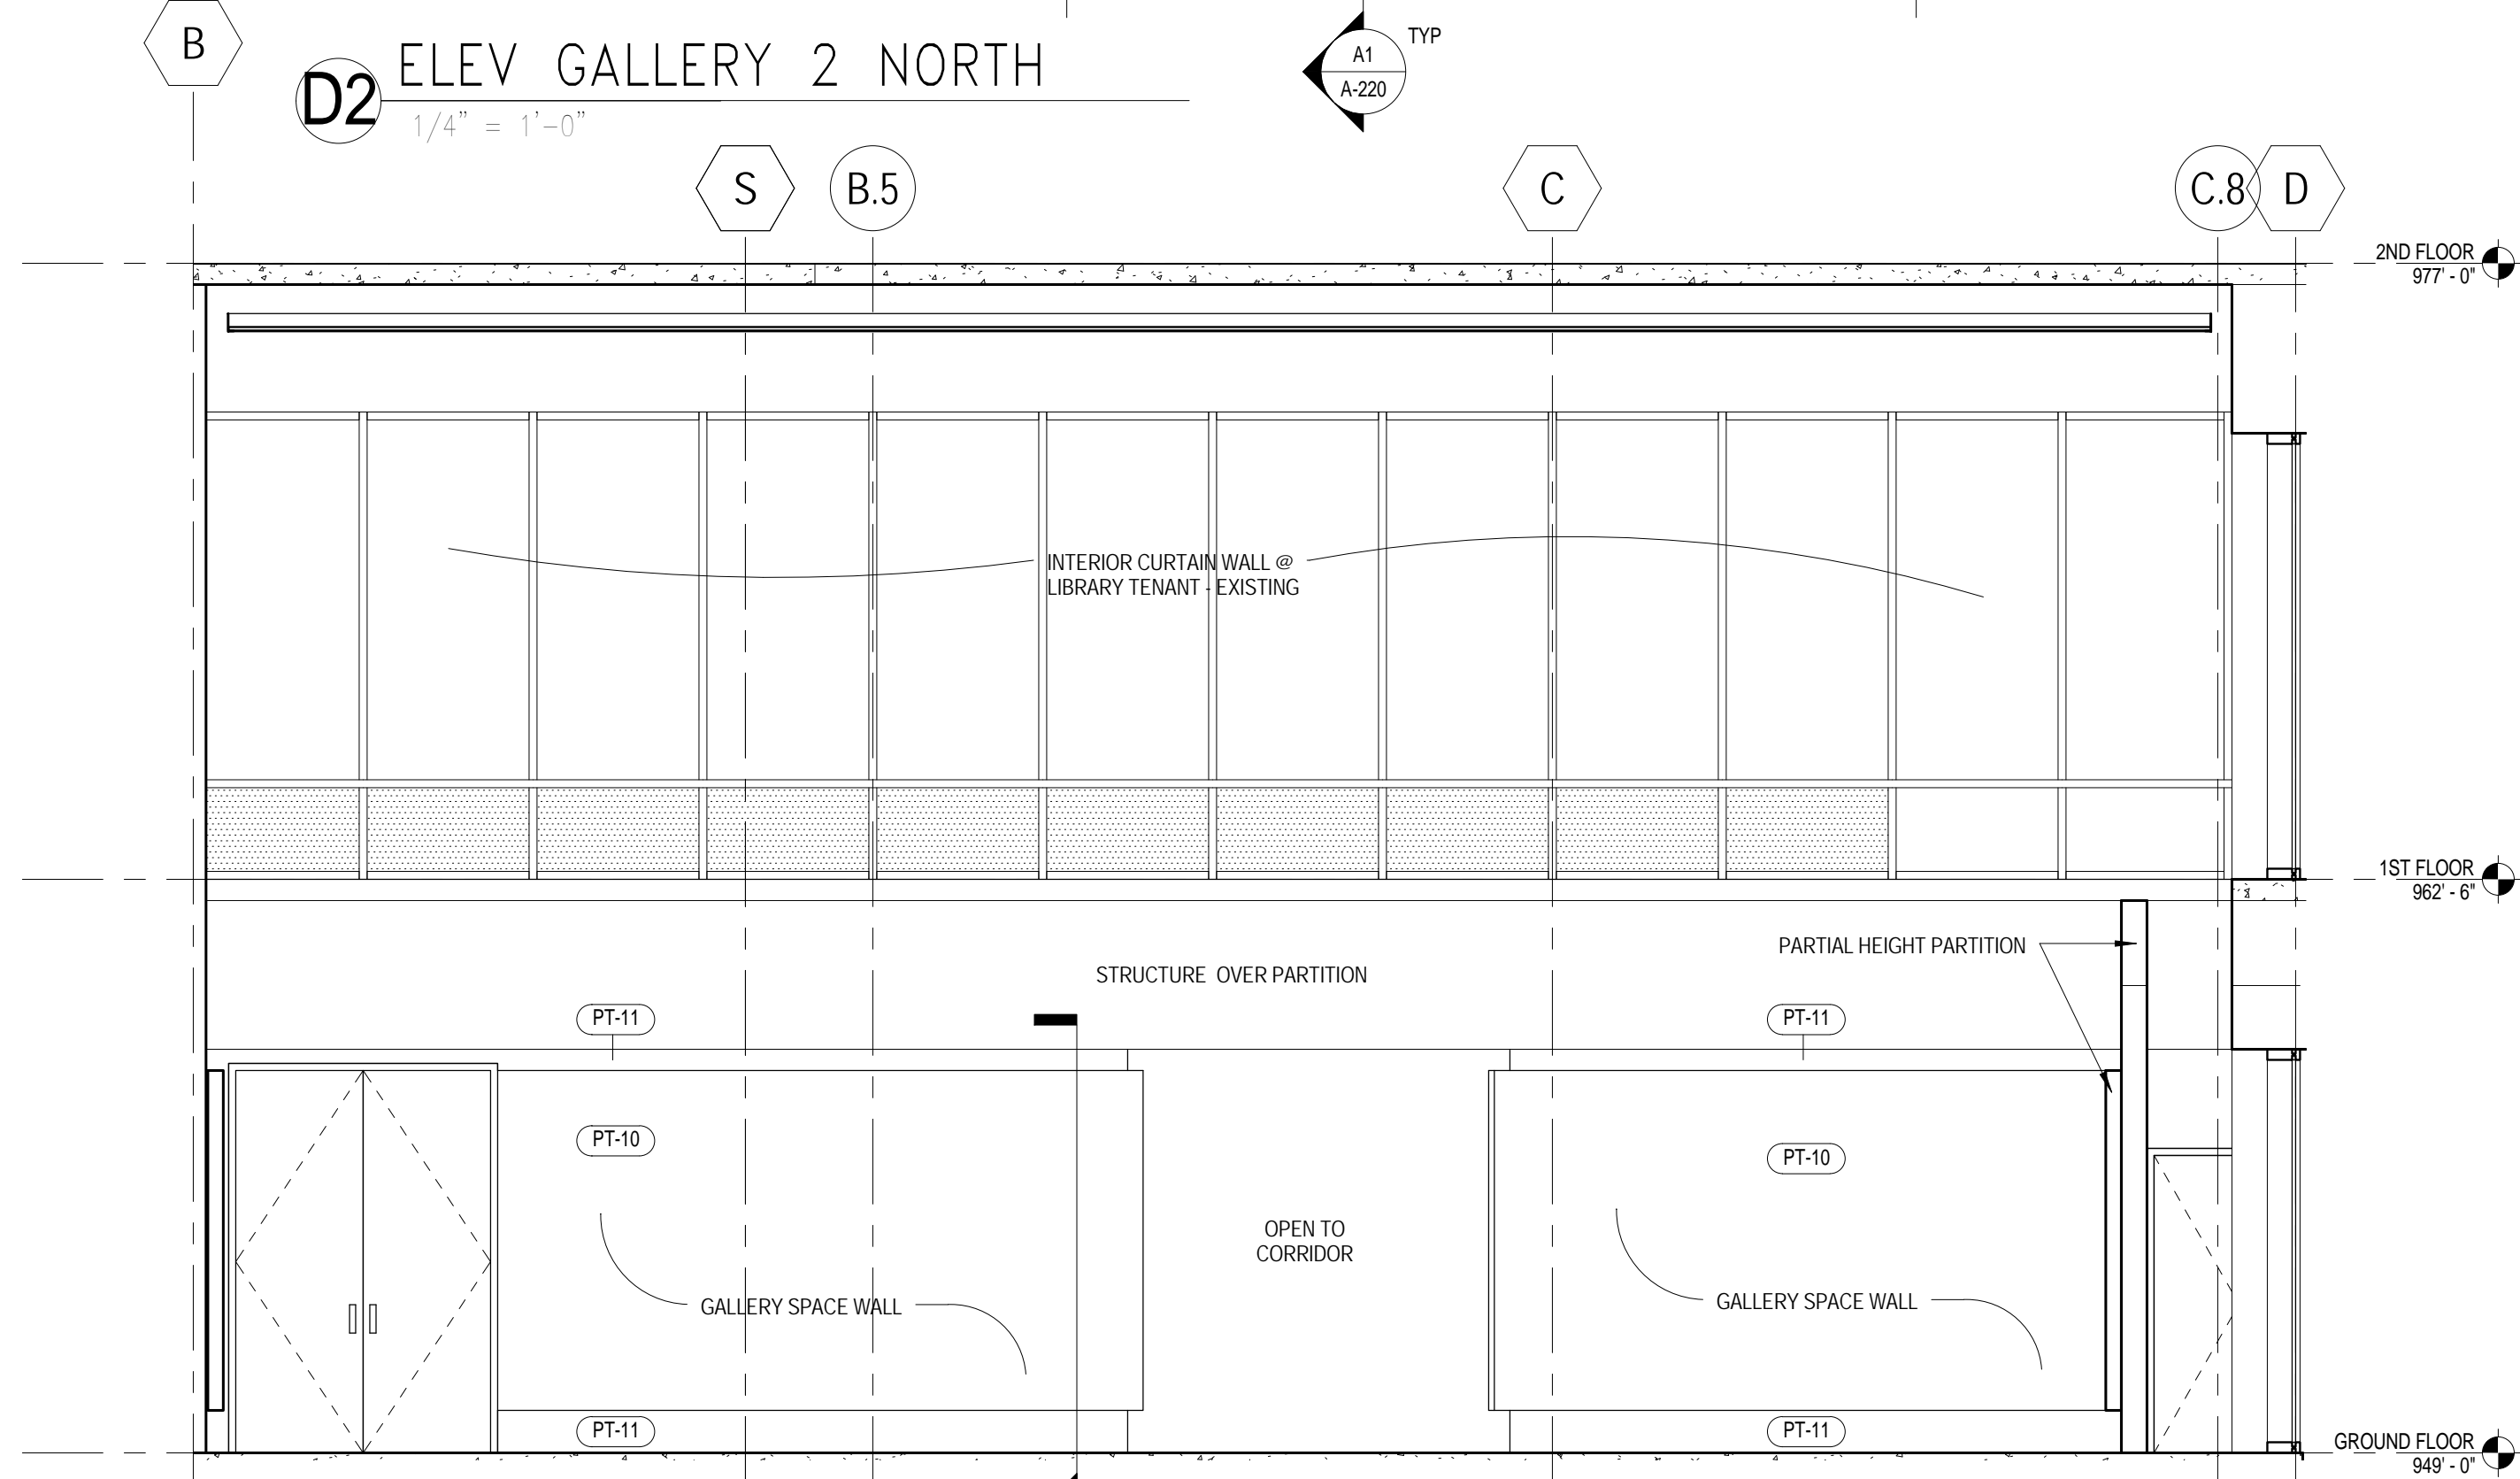 B
D2
ELEV GALLERY 2 NORTH
1/4" = 1'-0"
A1
A-220
TYP
S
B.5
C
C.8
D
2ND FLOOR
977' - 0"
INTERIOR CURTAIN WALL @
LIBRARY TENANT - EXISTING
1ST FLOOR
962' - 6"
PARTIAL HEIGHT PARTITION
STRUCTURE OVER PARTITION
PT-11
PT-11
PT-10
PT-10
OPEN TO
CORRIDOR
GALLERY SPACE WALL
GALLERY SPACE WALL
PT-11
PT-11
GROUND FLOOR
949' - 0"